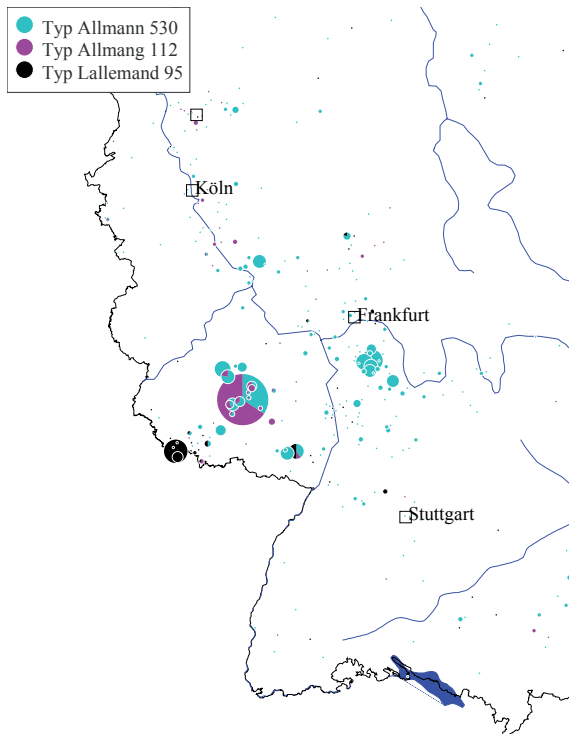 Typ Allmann 530
Typ Allmang 112
Typ Lallemand 95
Köln
Frankfurt
Stuttgart